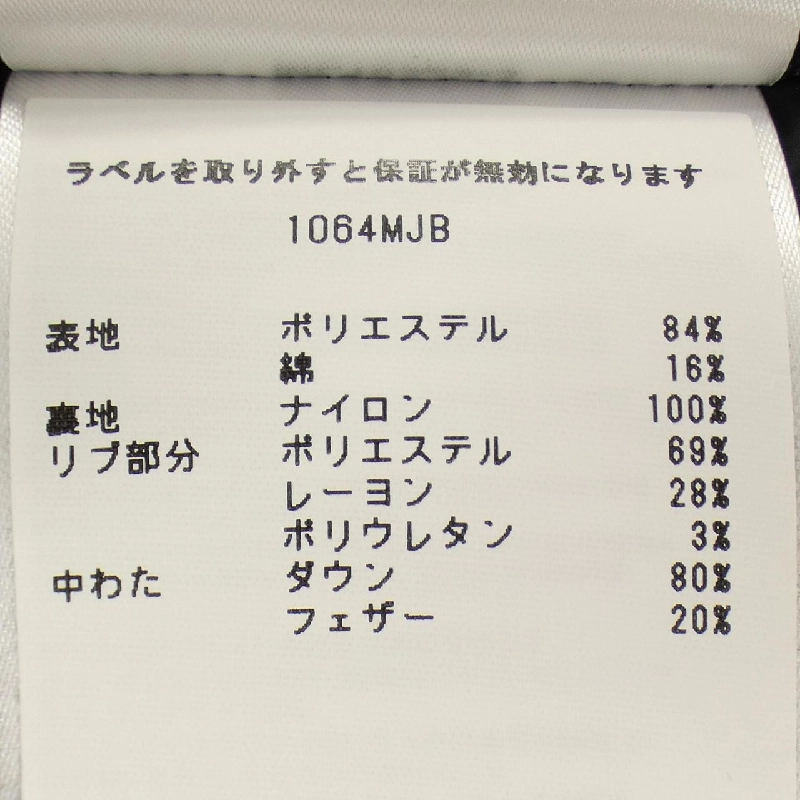 ラベルを取り外すと保証が無効になります
1064MJB
表地 ポリエステル 84%
綿 16%
裏地 ナイロン 100%
リブ部分 ポリエステル 69%
レーヨン 28%
ポリウレタン 3%
中わた ダウン 80%
フェザー 20%